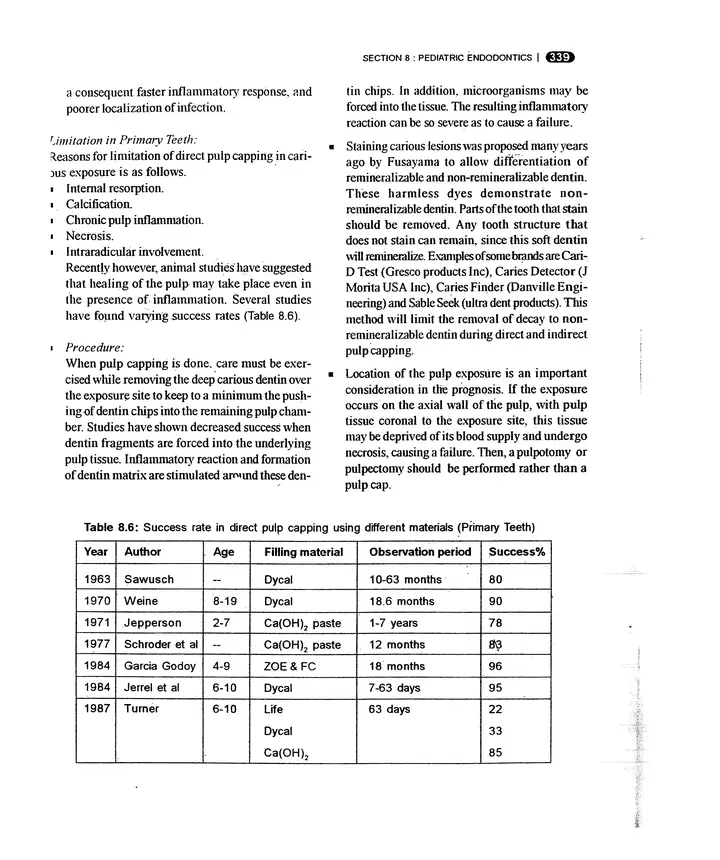 SECTION 8 : PEDIATRIC ENDODONTICS | 339
a consequent faster inflammatory response, and
poorer localization of infection.
Limitation in Primary Teeth:
Reasons for limitation of direct pulp capping in cari-
ous exposure is as follows.
Internal resorption.
Calcification.
Chronic pulp inflammation.
Necrosis.
Intraradicular involvement.
Recently however, animal studies have suggested
that healing of the pulp may take place even in
the presence of inflammation. Several studies
have found varying success rates (Table 8.6).
Procedure:
When pulp capping is done, care must be exer-
cised while removing the deep carious dentin over
the exposure site to keep to a minimum the push-
ing of dentin chips into the remaining pulp cham-
ber. Studies have shown decreased success when
dentin fragments are forced into the underlying
pulp tissue. Inflammatory reaction and formation
of dentin matrix are stimulated around these den-
tin chips. In addition, microorganisms may be
forced into the tissue. The resulting inflammatory
reaction can be so severe as to cause a failure.
■ Staining carious lesions was proposed many years
ago by Fusayama to allow differentiation of
remineralizable and non-remineralizable dentin.
These harmless dyes demonstrate non-
remineralizable dentin. Parts of the tooth that stain
should be removed. Any tooth structure that
does not stain can remain, since this soft dentin
will remineralize. Examples of some brands are Cari-
D Test (Gresco products Inc), Caries Detector (J
Morita USA Inc), Caries Finder (Danville Engi-
neering) and Sable Seek (ultra dent products). This
method will limit the removal of decay to non-
remineralizable dentin during direct and indirect
pulp capping.
■ Location of the pulp exposure is an important
consideration in the prognosis. If the exposure
occurs on the axial wall of the pulp, with pulp
tissue coronal to the exposure site, this tissue
may be deprived of its blood supply and undergo
necrosis, causing a failure. Then, a pulpotomy or
pulpectomy should be performed rather than a
pulp cap.
Table 8.6: Success rate in direct pulp capping using different materials (Primary Teeth)
Year Author Age Filling material Observation period Success%
1963 Sawusch -- Dycal 10-63 months 80
1970 Weine 8-19 Dycal 18.6 months 90
1971 Jepperson 2-7 Ca(OH)₂ paste 1-7 years 78
1977 Schroder et al -- Ca(OH)₂ paste 12 months
1984 Garcia Godoy 4-9 ZOE & FC 18 months 96
1984 Jerrel et al 6-10 Dycal 7-63 days 95
1987 Turner 6-10 Life 63 days 22
Dycal 33
Ca(OH)₂ 85